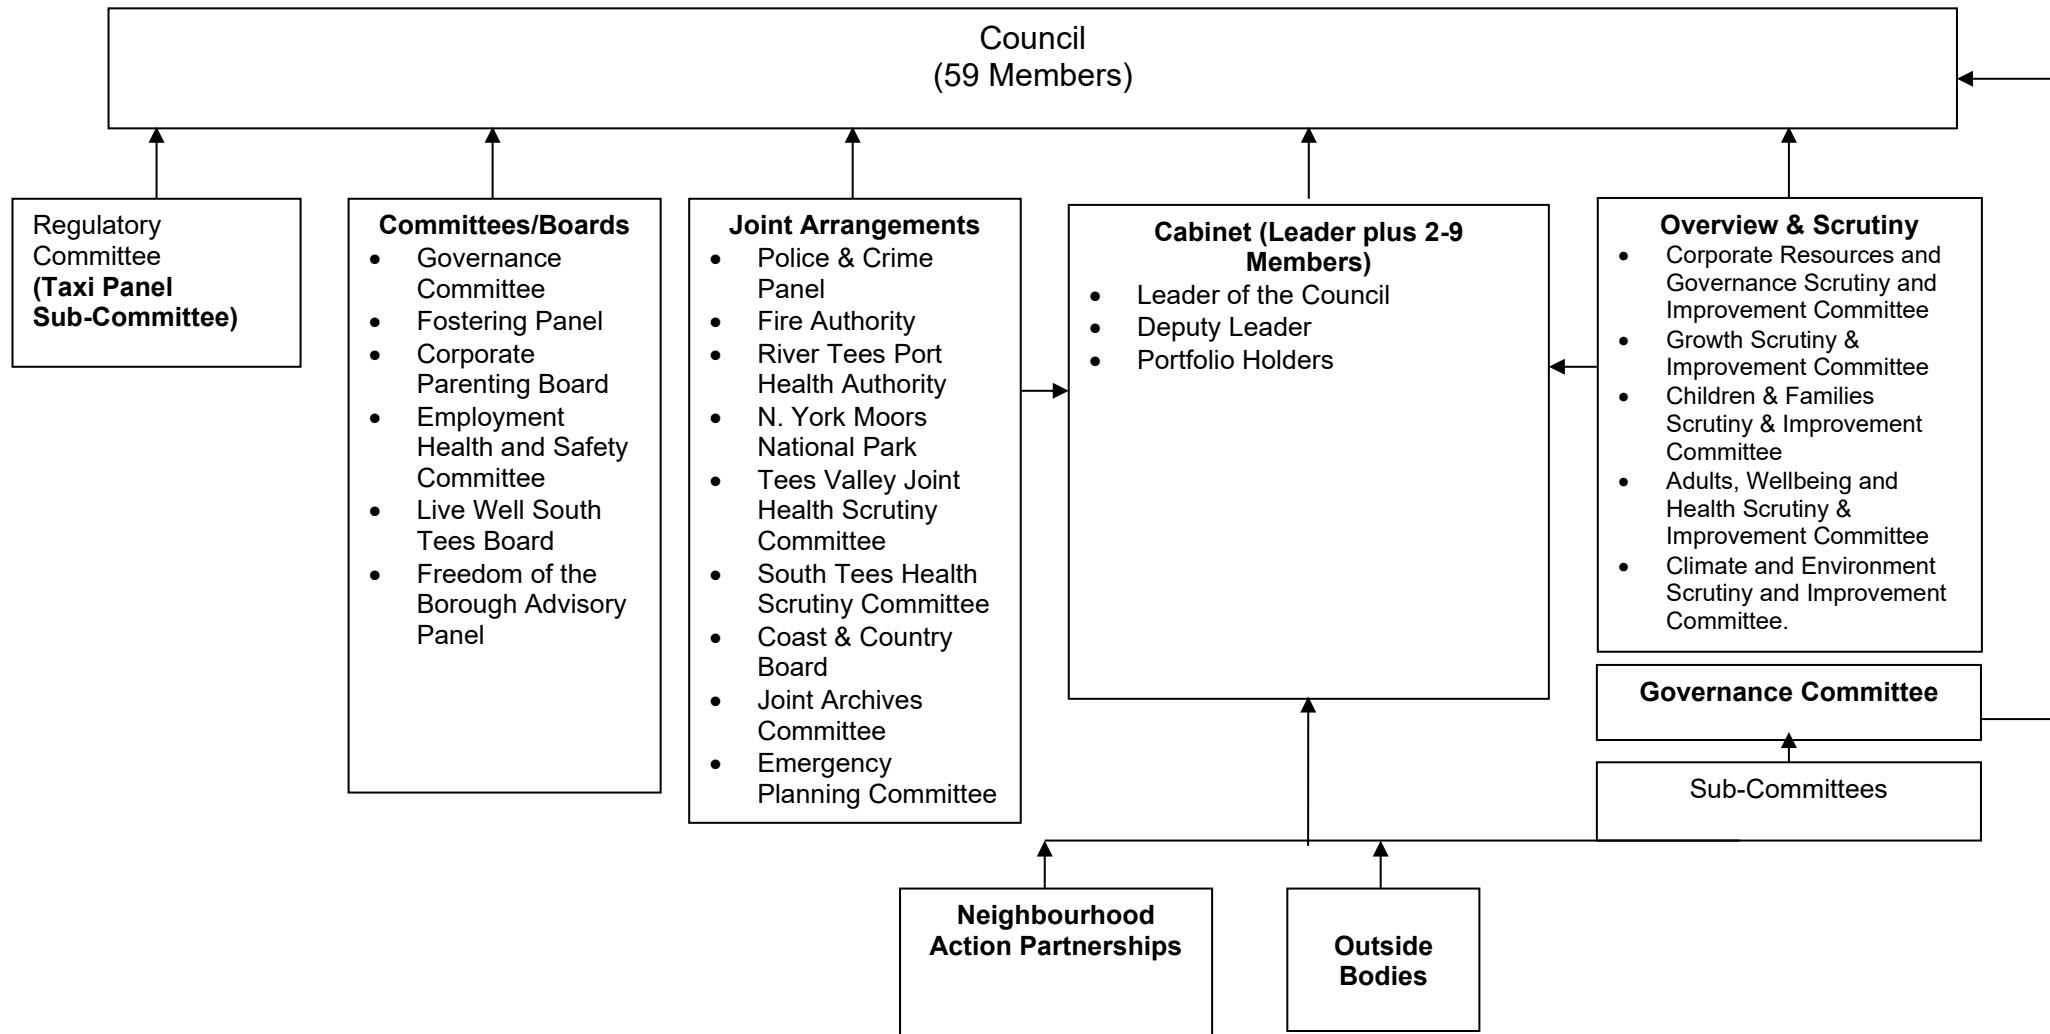 Council
(59 Members)
Regulatory
Committee
(Taxi Panel
Sub-Committee)
Committees/Boards
• Governance
Committee
• Fostering Panel
• Corporate
Parenting Board
• Employment
Health and Safety
Committee
• Live Well South
Tees Board
• Freedom of the
Borough Advisory
Panel
Joint Arrangements
• Police & Crime
Panel
• Fire Authority
• River Tees Port
Health Authority
• N. York Moors
National Park
• Tees Valley Joint
Health Scrutiny
Committee
• South Tees Health
Scrutiny Committee
• Coast & Country
Board
• Joint Archives
Committee
• Emergency
Planning Committee
Cabinet (Leader plus 2-9
Members)
• Leader of the Council
• Deputy Leader
• Portfolio Holders
Overview & Scrutiny
• Corporate Resources and
Governance Scrutiny and
Improvement Committee
• Growth Scrutiny &
Improvement Committee
• Children & Families
Scrutiny & Improvement
Committee
• Adults, Wellbeing and
Health Scrutiny &
Improvement Committee
• Climate and Environment
Scrutiny and Improvement
Committee.
Governance Committee
Sub-Committees
Neighbourhood
Action Partnerships
Outside
Bodies